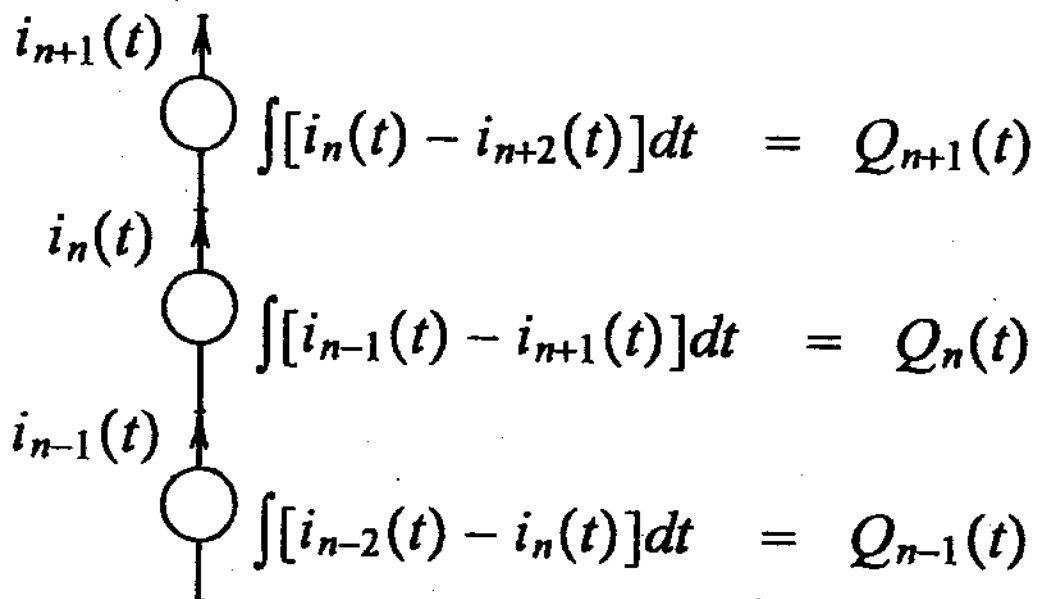 i_{n+1}(t)
∫[i_n(t) − i_{n+2}(t)]dt = Q_{n+1}(t)
i_n(t)
∫[i_{n−1}(t) − i_{n+1}(t)]dt = Q_n(t)
i_{n−1}(t)
∫[i_{n−2}(t) − i_n(t)]dt = Q_{n−1}(t)